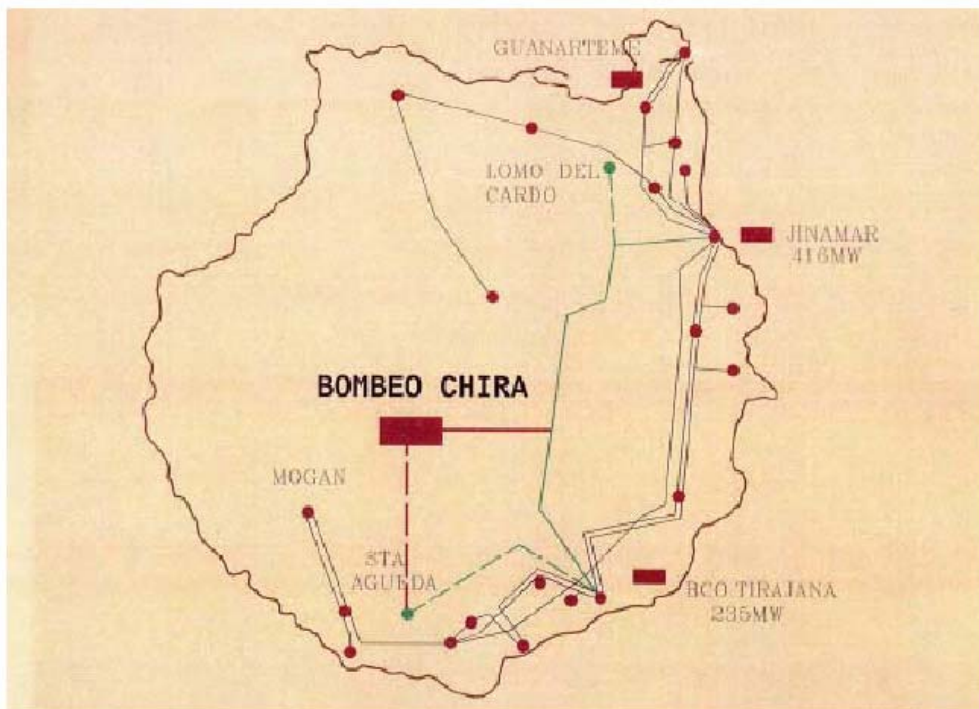 GUANARTEME
LOMO DEL
CARDO
JINAMAR
416MW
BOMBEO CHIRA
MOGAN
STA
AGUEDA
BCO TIRAJANA
235MW